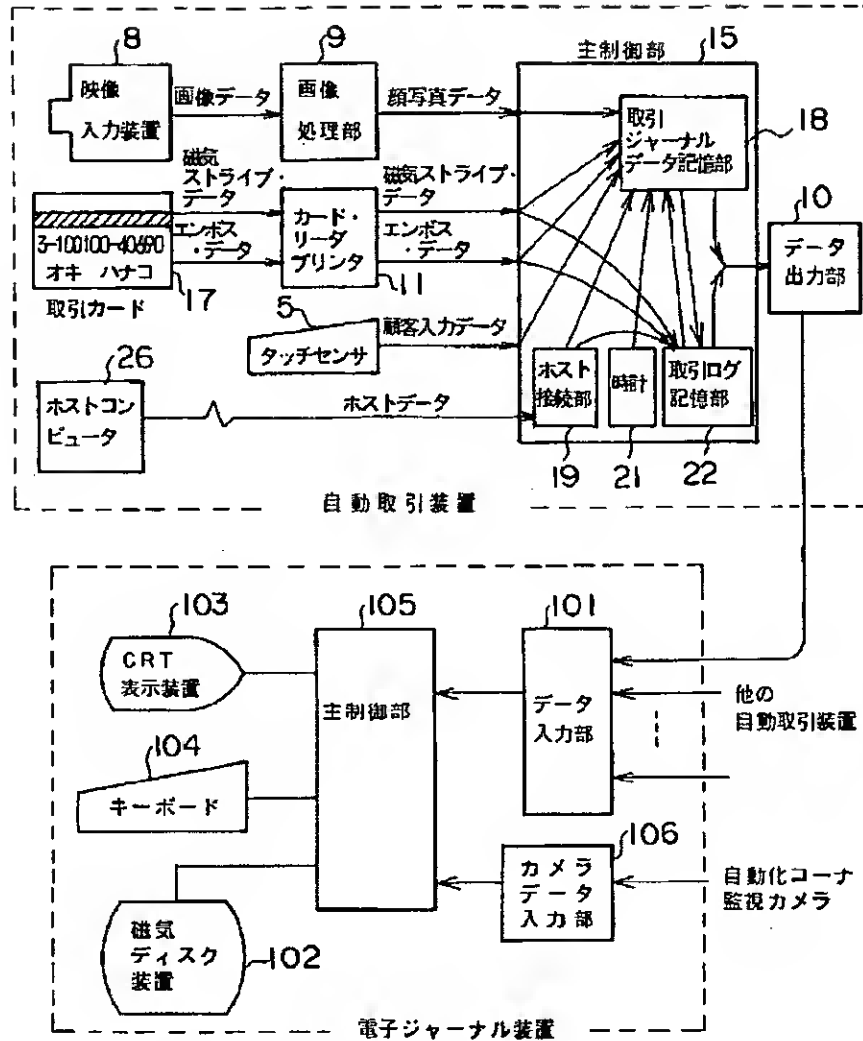 8
映像
入力装置
画像データ
9
画像
処理部
顔写真データ
主制御部
15
取引
ジャーナル
データ記憶部
18
磁気
ストライプ・
データ
エンボス
・データ
3-100100-40690
オキ ハナコ
17
取引カード
カード・
リーダ
プリンタ
11
磁気ストライプ・
データ
エンボス
・データ
5
タッチセンサ
顧客入力データ
10
データ
出力部
26
ホストコン
ピュータ
ホストデータ
ホスト
接続部
19
時計
21
取引ログ
記憶部
22
自動取引装置
103
CRT
表示装置
105
主制御部
101
データ
入力部
他の
自動取引装置
104
キーボード
106
カメラ
データ
入力部
自動化コーナ
監視カメラ
磁気
ディスク
装置
102
電子ジャーナル装置